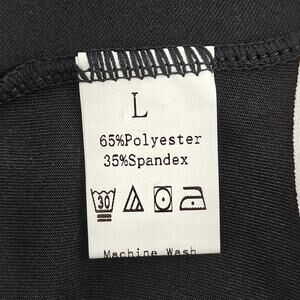 L
65%Polyester
35%Spandex
30
Machine Wash